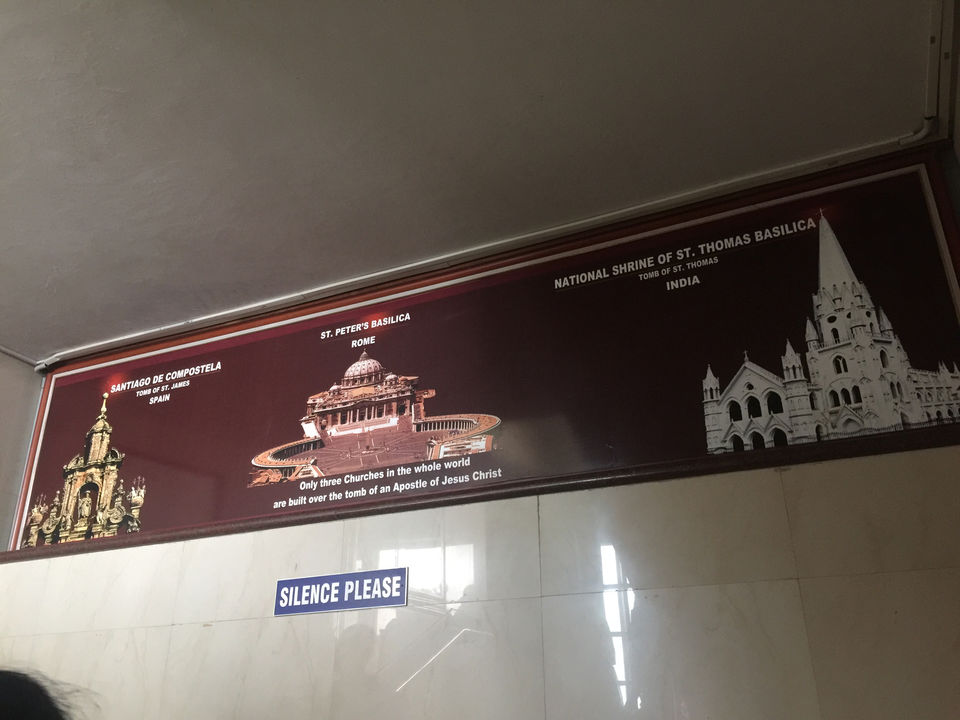 SANTIAGO DE COMPOSTELA
TOMB OF ST. JAMES
SPAIN
ST. PETER'S BASILICA
ROME
Only three Churches in the whole world
are built over the tomb of an Apostle of Jesus Christ
NATIONAL SHRINE OF ST. THOMAS BASILICA
TOMB OF ST. THOMAS
INDIA
SILENCE PLEASE